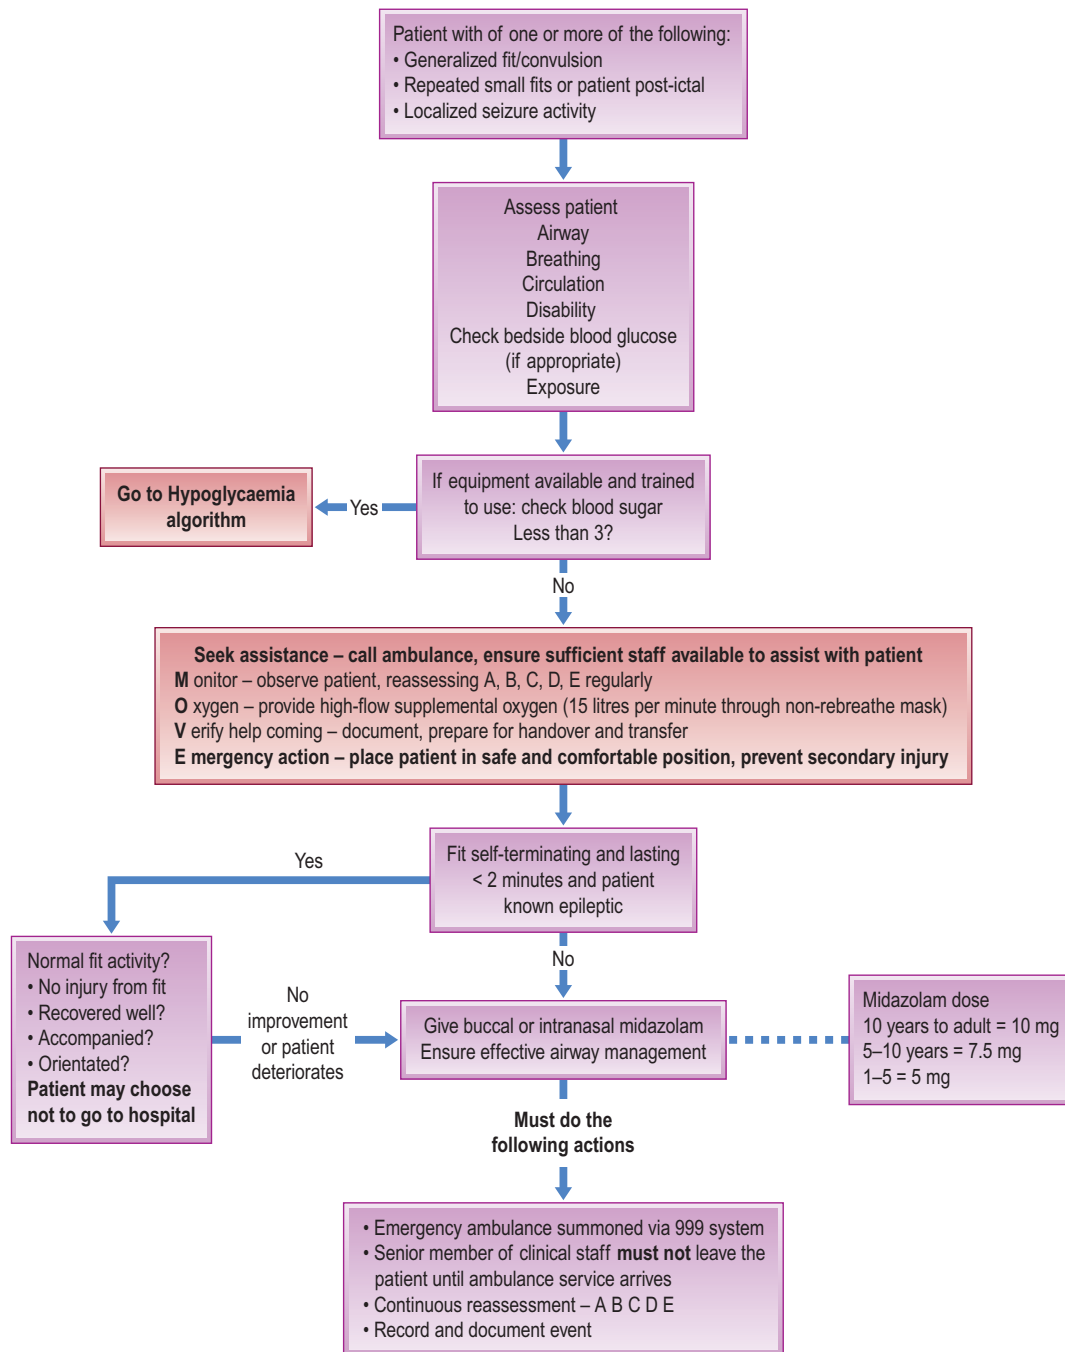 Patient with of one or more of the following:
• Generalized fit/convulsion
• Repeated small fits or patient post-ictal
• Localized seizure activity
Assess patient
Airway
Breathing
Circulation
Disability
Check bedside blood glucose
(if appropriate)
Exposure
If equipment available and trained
to use: check blood sugar
Less than 3?
Yes
Go to Hypoglycaemia
algorithm
No
Seek assistance – call ambulance, ensure sufficient staff available to assist with patient
M onitor – observe patient, reassessing A, B, C, D, E regularly
O xygen – provide high-flow supplemental oxygen (15 litres per minute through non-rebreathe mask)
V erify help coming – document, prepare for handover and transfer
E mergency action – place patient in safe and comfortable position, prevent secondary injury
Fit self-terminating and lasting
< 2 minutes and patient
known epileptic
Yes
Normal fit activity?
• No injury from fit
• Recovered well?
• Accompanied?
• Orientated?
Patient may choose
not to go to hospital
No
improvement
or patient
deteriorates
No
Give buccal or intranasal midazolam
Ensure effective airway management
Midazolam dose
10 years to adult = 10 mg
5–10 years = 7.5 mg
1–5 = 5 mg
Must do the
following actions
• Emergency ambulance summoned via 999 system
• Senior member of clinical staff must not leave the
patient until ambulance service arrives
• Continuous reassessment – A B C D E
• Record and document event